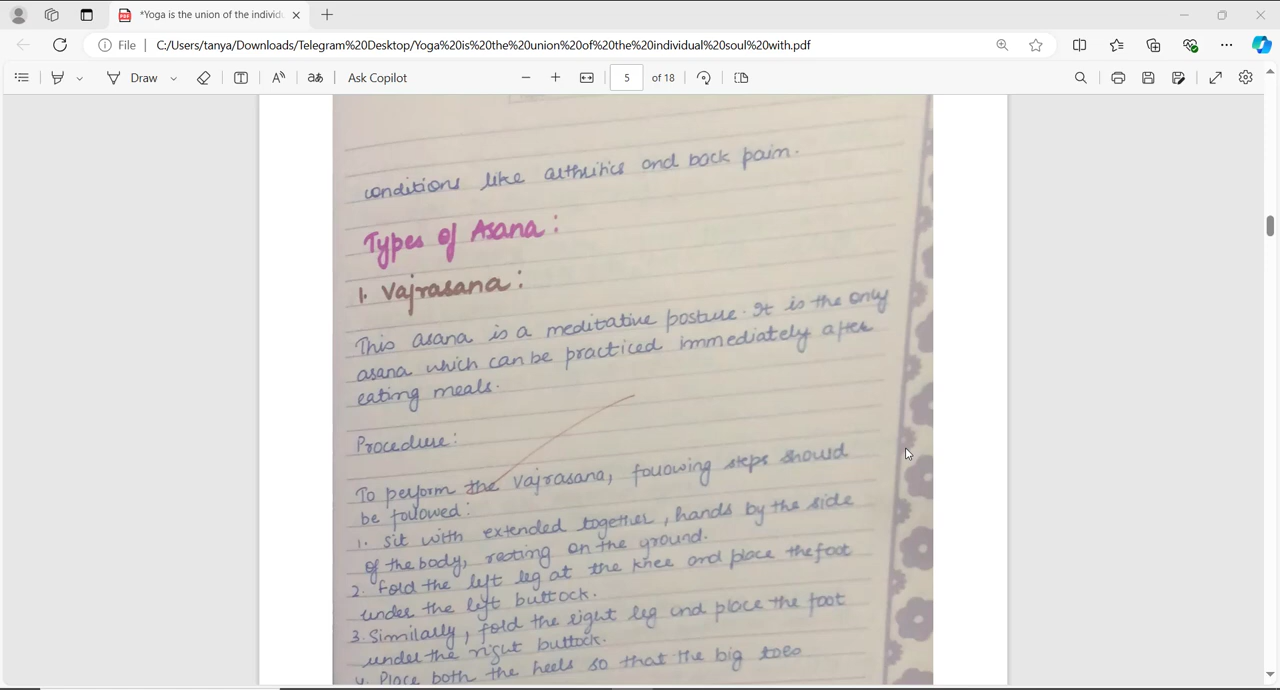 *Yoga is the union of the individ
File
C:/Users/tanya/Downloads/Telegram%20Desktop/Yoga%20is%20the%20union%20of%20the%20individual%20soul%20with.pdf
Draw
aあ
Ask Copilot
5
of 18
conditions like arthritics and back pain.
Types of Asana:
1. Vajrasana:
This asana is a meditative posture. It is the only
asana which can be practiced immediately after
eating meals.
Procedure:
To perform the Vajrasana, following steps should
be followed:
1. Sit with extended together, hands by the side
of the body, resting on the ground.
2. Fold the left leg at the knee and place the foot
under the left buttock.
3. Similarly, fold the right leg and place the foot
under the right buttock.
4. Place both the heels so that the big toes